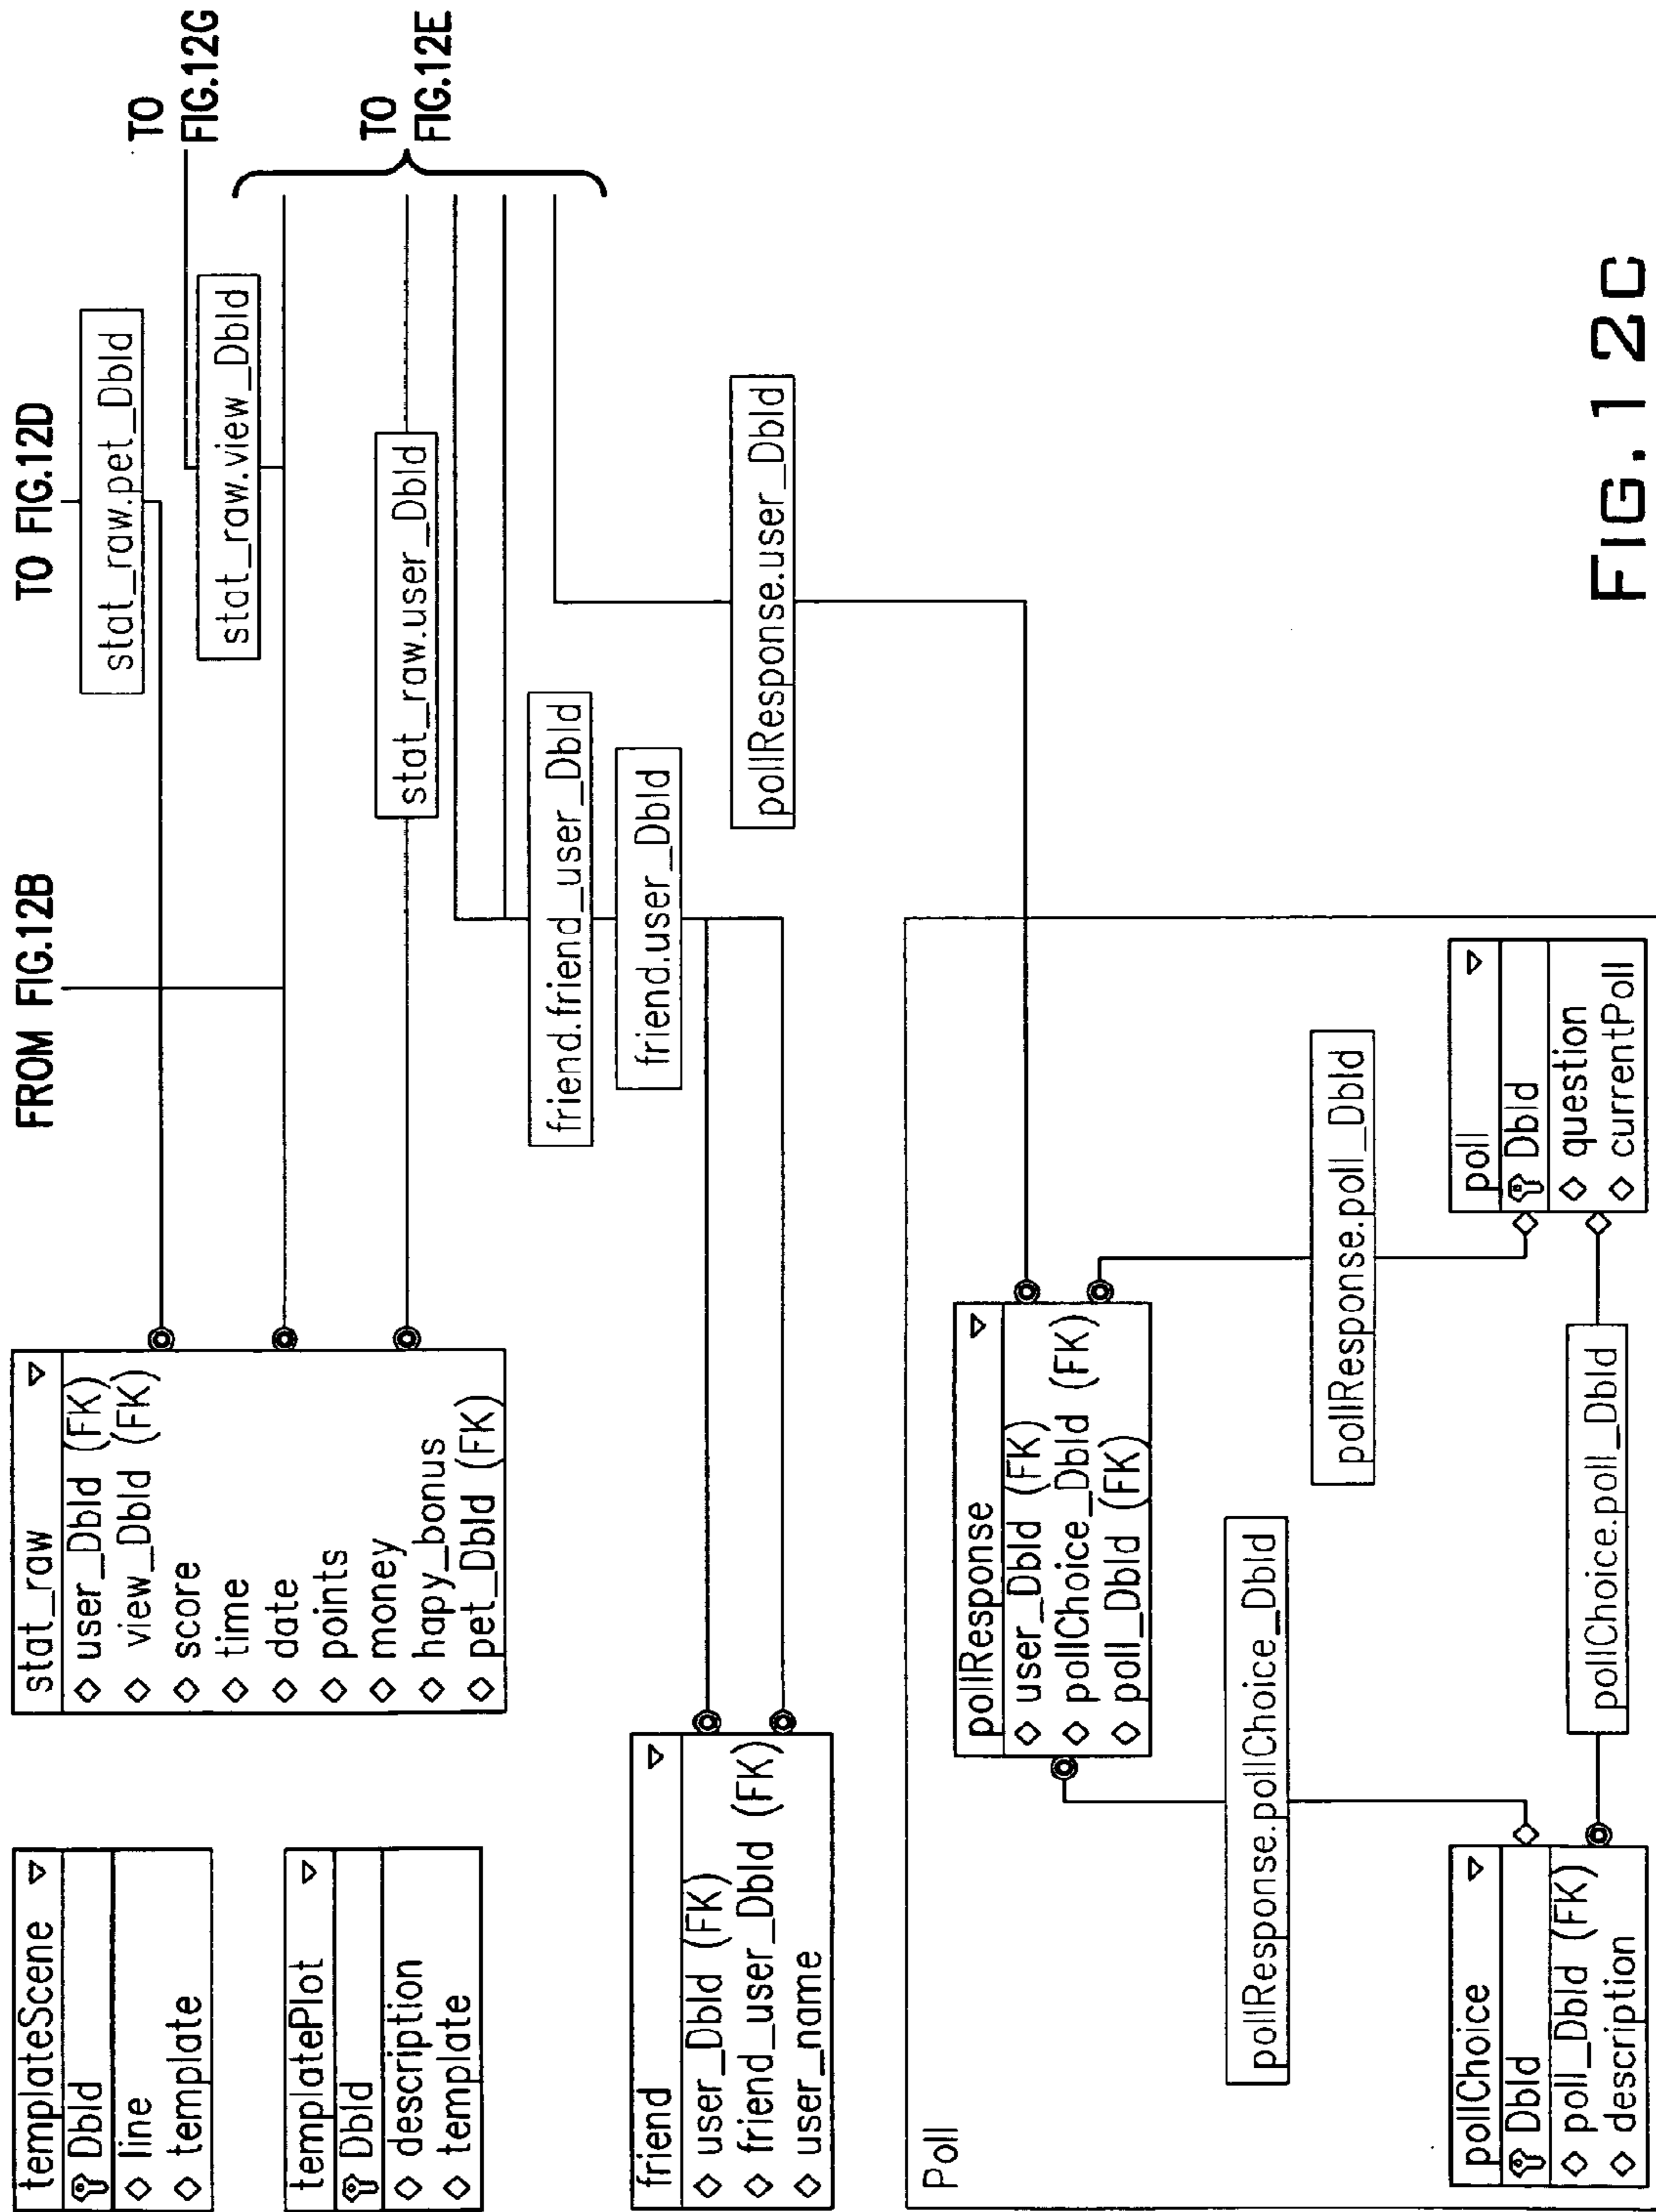 templateScene
DbId
line
template
templatePlot
DbId
description
template
stat_raw
user_DbId (FK)
view_DbId (FK)
score
time
date
points
money
hapy_bonus
pet_DbId (FK)
FROM FIG.12B
TO FIG.12D
stat_raw.pet_DbId
TO
FIG.12G
stat_raw.view_DbId
TO
FIG.12E
stat_raw.user_DbId
friend.friend_user_DbId
friend.user_DbId
pollResponse.user_DbId
friend
user_DbId (FK)
friend_user_DbId (FK)
user_name
Poll
pollResponse
user_DbId (FK)
pollChoice_DbId (FK)
poll_DbId (FK)
pollResponse.pollChoice_DbId
pollResponse.poll_DbId
pollChoice
DbId
poll_DbId (FK)
description
pollChoice.poll_DbId
poll
DbId
question
currentPoll
FIG. 12C